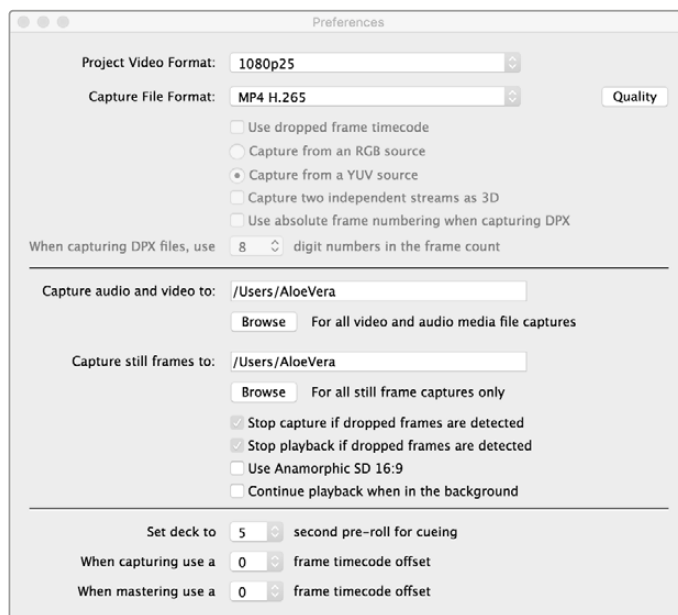 Preferences
Project Video Format: 1080p25
Capture File Format: MP4 H.265 Quality
Use dropped frame timecode
Capture from an RGB source
Capture from a YUV source
Capture two independent streams as 3D
Use absolute frame numbering when capturing DPX
When capturing DPX files, use 8 digit numbers in the frame count
Capture audio and video to: /Users/AloeVera
Browse For all video and audio media file captures
Capture still frames to: /Users/AloeVera
Browse For all still frame captures only
Stop capture if dropped frames are detected
Stop playback if dropped frames are detected
Use Anamorphic SD 16:9
Continue playback when in the background
Set deck to 5 second pre-roll for cueing
When capturing use a 0 frame timecode offset
When mastering use a 0 frame timecode offset